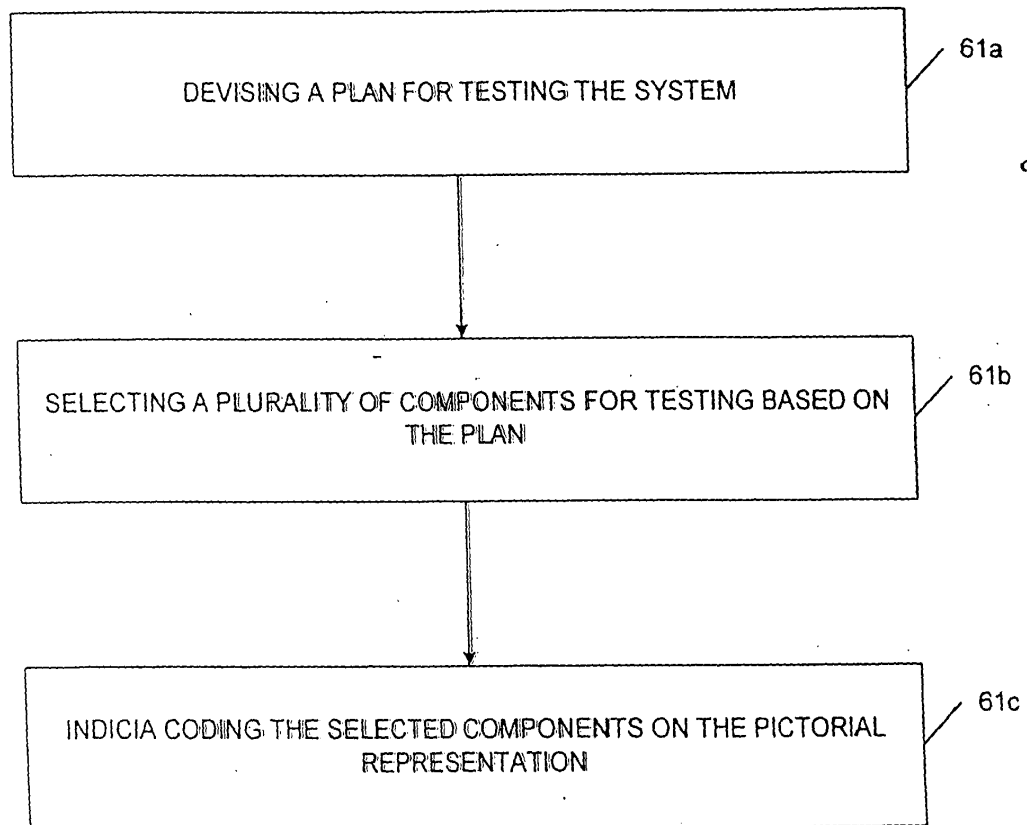 61a
DEVISING A PLAN FOR TESTING THE SYSTEM
61b
SELECTING A PLURALITY OF COMPONENTS FOR TESTING BASED ON
THE PLAN
61c
INDICIA CODING THE SELECTED COMPONENTS ON THE PICTORIAL
REPRESENTATION